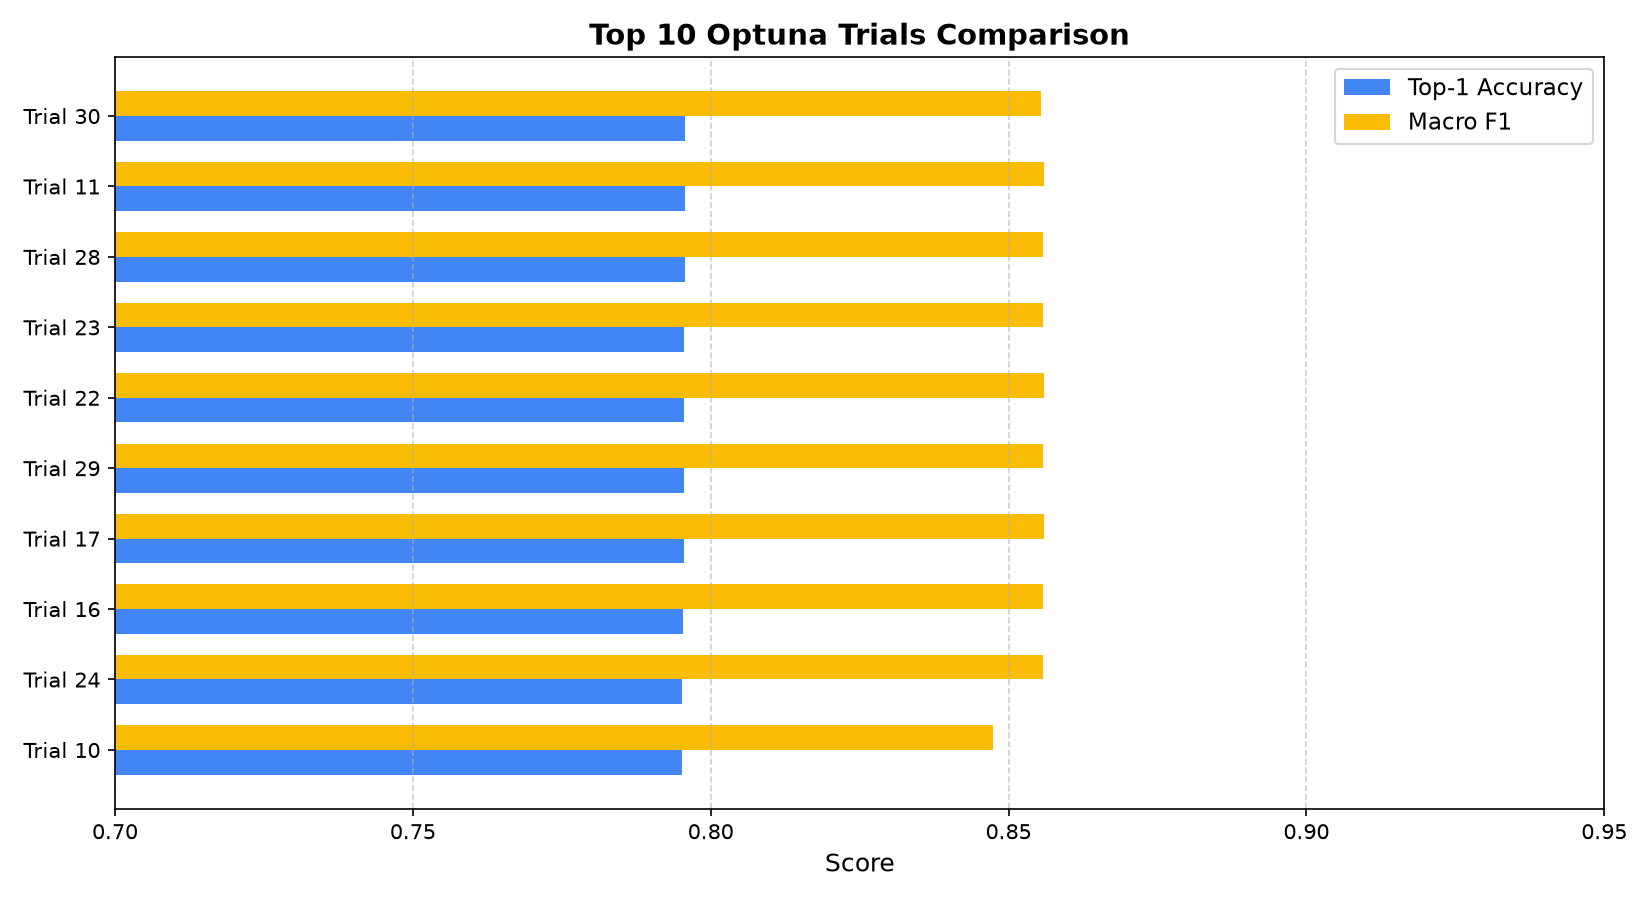 Top 10 Optuna Trials Comparison
Top-1 Accuracy
Macro F1
Trial 30
Trial 11
Trial 28
Trial 23
Trial 22
Trial 29
Trial 17
Trial 16
Trial 24
Trial 10
0.70 0.75 0.80 0.85 0.90 0.95
Score